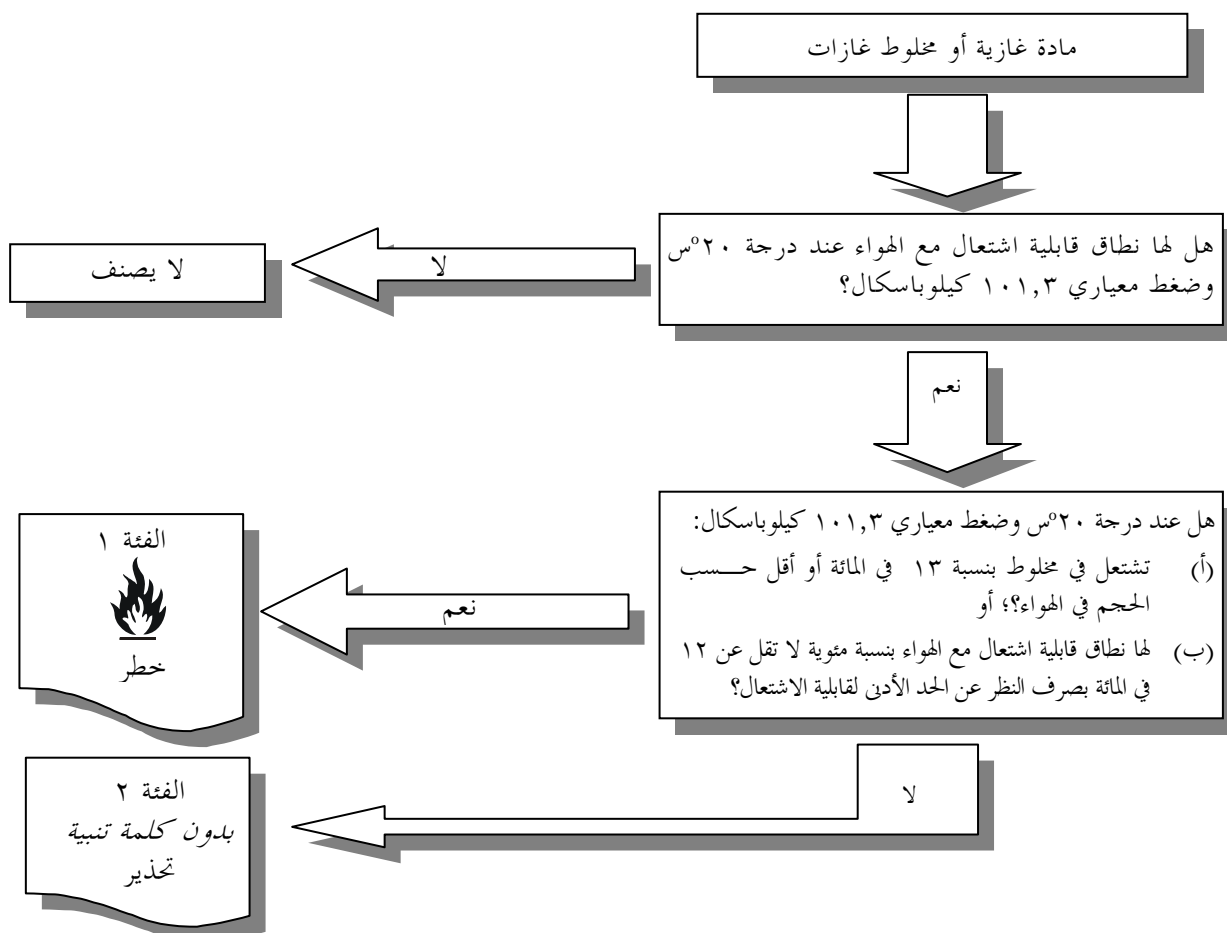 مادة غازية أو مخلوط غازات
هل لها نطاق قابلية اشتعال مع الهواء عند درجة ٢٠°س
وضغط معياري ١٠١,٣ كيلوباسكال؟
لا
لا يصنف
نعم
هل عند درجة ٢٠°س وضغط معياري ١٠١,٣ كيلوباسكال:
(أ) تشتعل في مخلوط بنسبة ١٣ في المائة أو أقل حسب
الحجم في الهواء؟؛ أو
(ب) لها نطاق قابلية اشتعال مع الهواء بنسبة مئوية لا تقل عن ١٢
في المائة بصرف النظر عن الحد الأدنى لقابلية الاشتعال؟
نعم
الفئة ١
خطر
لا
الفئة ٢
بدون كلمة تنبية
تحذير